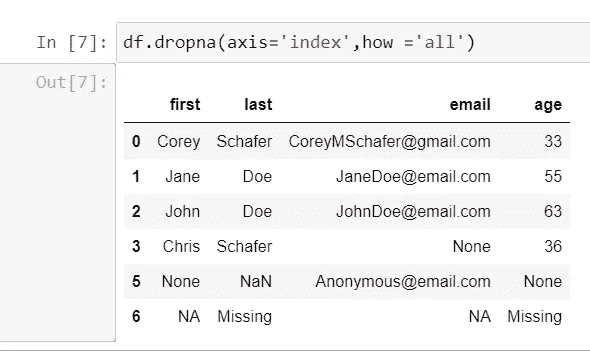 In [7]: df.dropna(axis='index',how ='all')
Out[7]:
first last email age
0 Corey Schafer CoreyMSchafer@gmail.com 33
1 Jane Doe JaneDoe@email.com 55
2 John Doe JohnDoe@email.com 63
3 Chris Schafer None 36
5 None NaN Anonymous@email.com None
6 NA Missing NA Missing